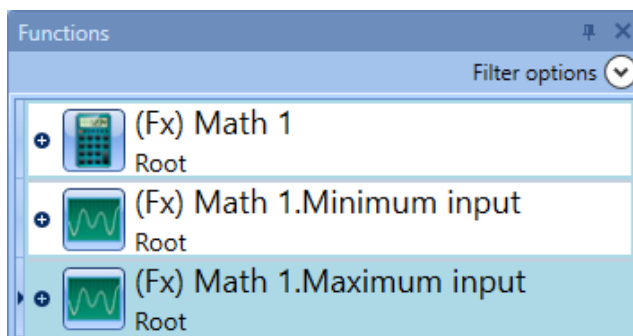 Functions
Filter options
(Fx) Math 1
Root
(Fx) Math 1.Minimum input
Root
(Fx) Math 1.Maximum input
Root